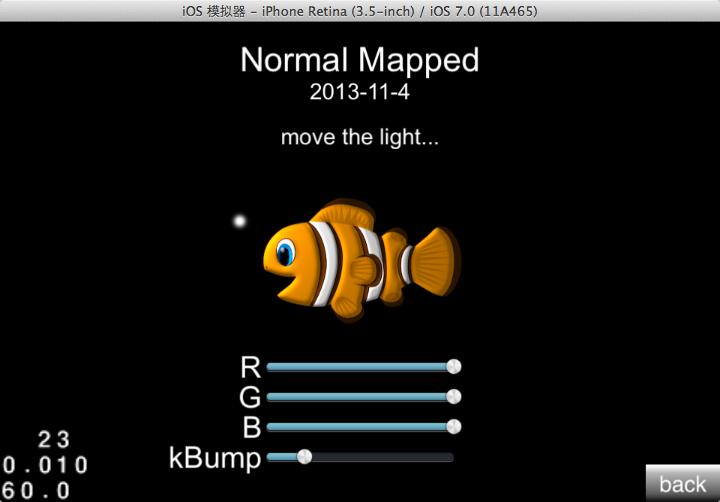 iOS 模拟器 - iPhone Retina (3.5-inch) / iOS 7.0 (11A465)
Normal Mapped
2013-11-4
move the light...
R
G
B
kBump
23
0.010
60.0
back